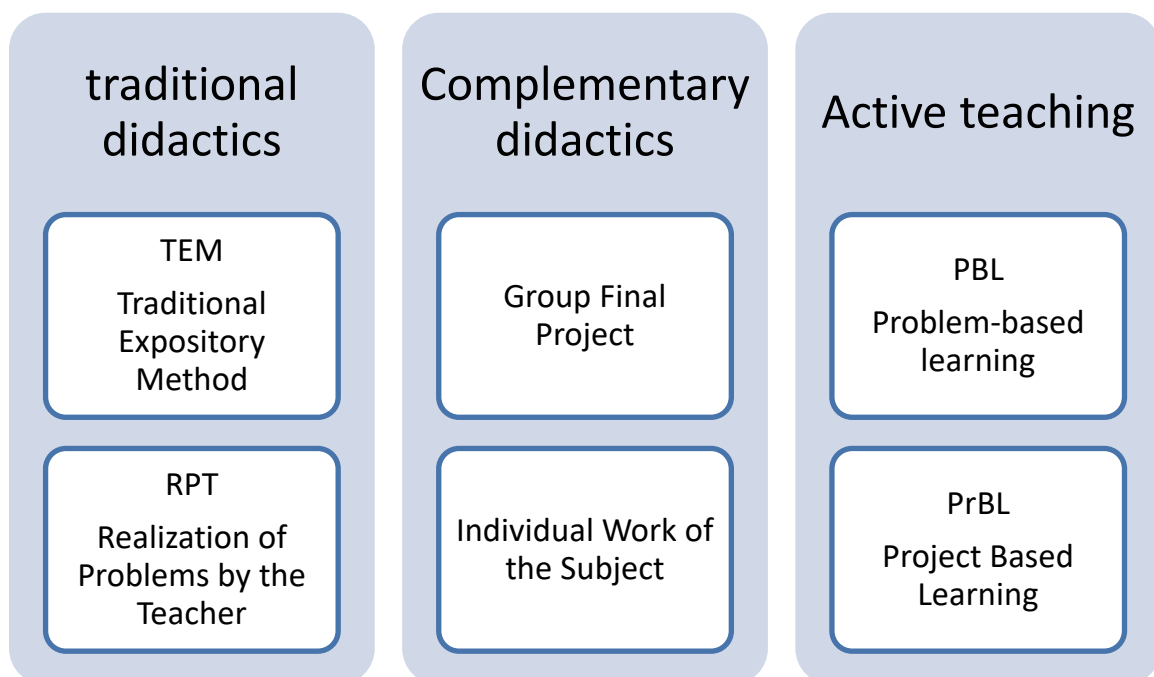 traditional
didactics
TEM
Traditional
Expository
Method
RPT
Realization of
Problems by the
Teacher
Complementary
didactics
Group Final
Project
Individual Work of
the Subject
Active teaching
PBL
Problem-based
learning
PrBL
Project Based
Learning